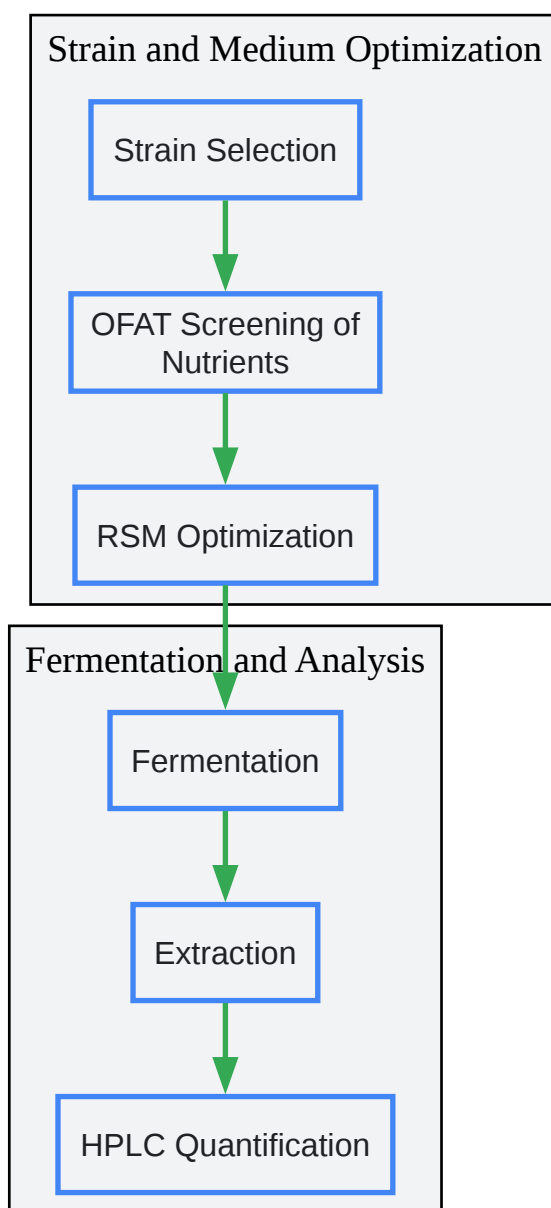 Strain and Medium Optimization
Strain Selection
OFAT Screening of
Nutrients
RSM Optimization
Fermentation and Analysis
Fermentation
Extraction
HPLC Quantification